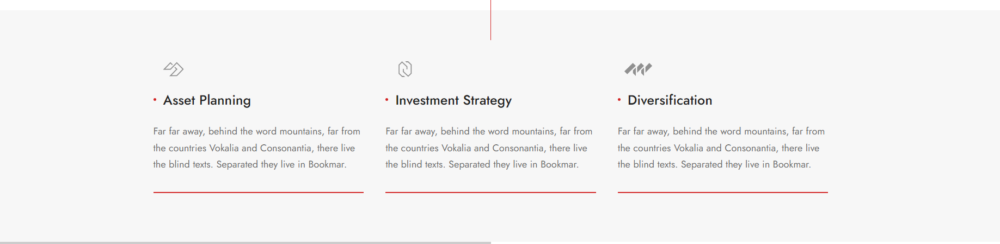 Asset Planning
Far far away, behind the word mountains, far from
the countries Vokalia and Consonantia, there live
the blind texts. Separated they live in Bookmar.
Investment Strategy
Far far away, behind the word mountains, far from
the countries Vokalia and Consonantia, there live
the blind texts. Separated they live in Bookmar.
Diversification
Far far away, behind the word mountains, far from
the countries Vokalia and Consonantia, there live
the blind texts. Separated they live in Bookmar.